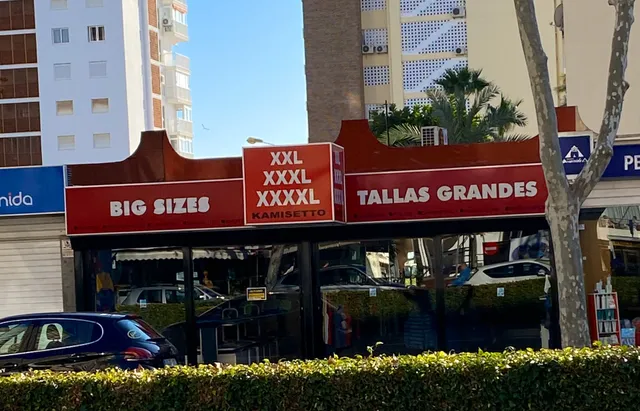 nida
BIG SIZES
XXL
XXXL
XXXXL
KAMISETTO
TALLAS GRANDES
PE